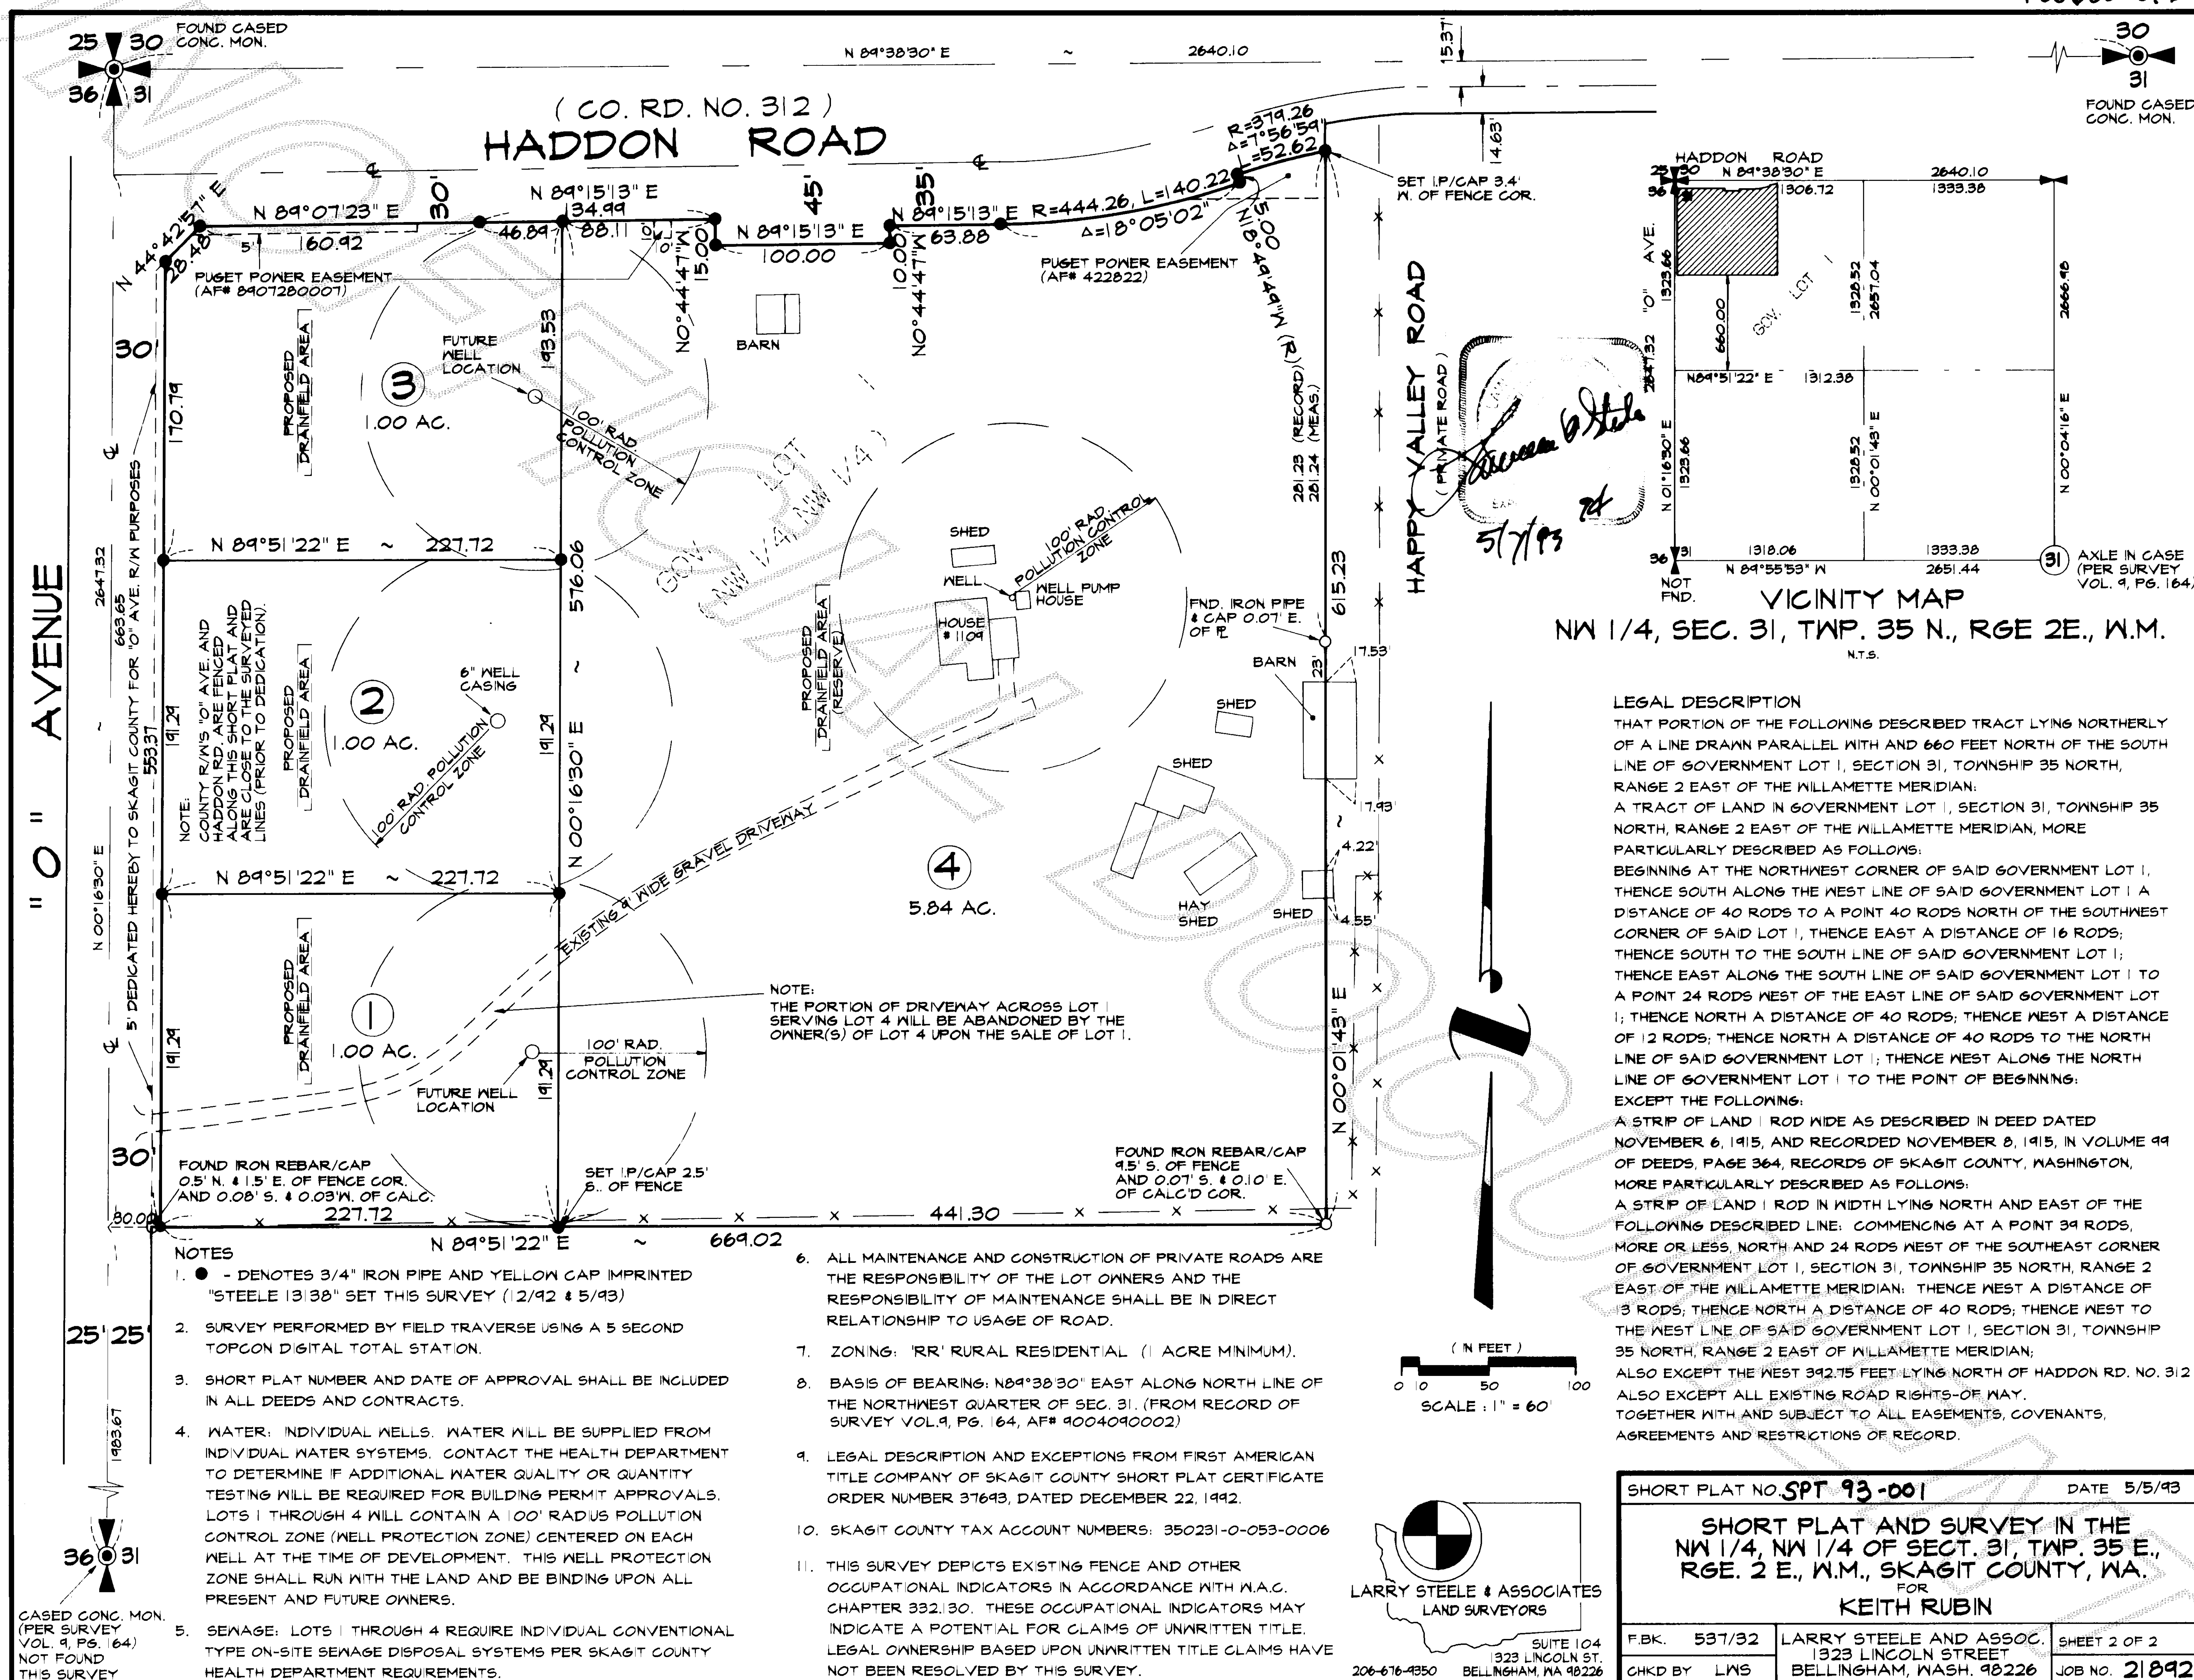 25 30
36 31
FOUND CASED
CONC. MON.
N 89°38'30" E ~ 2640.10
15.37'
30
31
FOUND CASED
CONC. MON.
( CO. RD. NO. 312 )
HADDON ROAD
R=379.26
Δ=7°56'59"
L=52.62
14.63'
SET I.P/CAP 3.4'
W. OF FENCE COR.
N 44°42'57" E
28.48
N 89°07'23" E
160.92
5'
30'
N 89°15'13" E
134.99
46.89
88.11
10'
10'
N0°44'47"W
15.00
45'
N 89°15'13" E
100.00
35'
10.00
N0°44'47"W
N 89°15'13" E
63.88
R=444.26, L=140.22
Δ=18°05'02"
5.00
N18°49'49"W (R)
PUGET POWER EASEMENT
(AF# 8907280007)
PUGET POWER EASEMENT
(AF# 422822)
BARN
30'
170.79
PROPOSED
DRAINFIELD AREA
FUTURE
WELL
LOCATION
193.53
3
1.00 AC.
100' RAD
POLLUTION
CONTROL ZONE
GOV. LOT 1
( NW 1/4, NW 1/4 )
281.23 (RECORD)
281.24 (MEAS.)
HAPPY VALLEY ROAD
( PRIVATE ROAD )
5/7/93
HADDON ROAD
25 30
36 31
N 89°38'30" E
2640.10
1306.72
1333.38
"O" AVE.
1323.66
2647.32
660.00
GOV. LOT 1
1328.52
2657.04
2666.98
N89°51'22" E
1312.38
N 01°16'30" E
1323.66
1328.52
N 00°01'43" E
N 00°04'16" E
36 31
NOT
FND.
1318.06
1333.38
N 89°55'53" W
2651.44
31
AXLE IN CASE
(PER SURVEY
VOL. 9, PG. 164)
VICINITY MAP
NW 1/4, SEC. 31, TWP. 35 N., RGE 2E., W.M.
N.T.S.
"O" AVENUE
N 00°16'30" E ~ 2647.32
663.65
5' DEDICATED HEREBY TO SKAGIT COUNTY FOR "O" AVE. R/W PURPOSES
553.37
N 89°51'22" E ~ 227.72
NOTE:
COUNTY R/W'S "O" AVE. AND
HADDON RD. ARE FENCED
ALONG THIS SHORT PLAT AND
ARE CLOSE TO THE SURVEYED
LINES (PRIOR TO DEDICATION).
191.29
PROPOSED
DRAINFIELD AREA
6" WELL
CASING
2
1.00 AC.
100' RAD. POLLUTION
CONTROL ZONE
191.29
N 00°16'30" E ~ 576.06
SHED
WELL
WELL PUMP
HOUSE
HOUSE
# 1109
100' RAD.
POLLUTION CONTROL
ZONE
PROPOSED
DRAINFIELD AREA
(RESERVE)
FND. IRON PIPE
& CAP 0.07' E.
OF PL
615.23
BARN
23'
17.53'
SHED
SHED
17.93'
4.22'
HAY
SHED
SHED
4.55'
4
5.84 AC.
EXISTING 9' WIDE GRAVEL DRIVEWAY
N 89°51'22" E ~ 227.72
191.29
PROPOSED
DRAINFIELD AREA
1
1.00 AC.
100' RAD.
POLLUTION
CONTROL ZONE
FUTURE WELL
LOCATION
191.29
NOTE:
THE PORTION OF DRIVEWAY ACROSS LOT 1
SERVING LOT 4 WILL BE ABANDONED BY THE
OWNER(S) OF LOT 4 UPON THE SALE OF LOT 1.
N 00°01'43" E
30'
FOUND IRON REBAR/CAP
0.5' N. & 1.5' E. OF FENCE COR.
AND 0.08' S. & 0.03'W. OF CALC.
SET I.P/CAP 2.5'
S.. OF FENCE
FOUND IRON REBAR/CAP
9.5' S. OF FENCE
AND 0.07' S. & 0.10' E.
OF CALC'D COR.
30.00
227.72
441.30
N 89°51'22" E ~ 669.02
25' 25'
1983.67
36 31
CASED CONC. MON.
(PER SURVEY
VOL. 9, PG. 164)
NOT FOUND
THIS SURVEY
NOTES
1. ● - DENOTES 3/4" IRON PIPE AND YELLOW CAP IMPRINTED
"STEELE 13138" SET THIS SURVEY (12/92 & 5/93)
2. SURVEY PERFORMED BY FIELD TRAVERSE USING A 5 SECOND
TOPCON DIGITAL TOTAL STATION.
3. SHORT PLAT NUMBER AND DATE OF APPROVAL SHALL BE INCLUDED
IN ALL DEEDS AND CONTRACTS.
4. WATER: INDIVIDUAL WELLS. WATER WILL BE SUPPLIED FROM
INDIVIDUAL WATER SYSTEMS. CONTACT THE HEALTH DEPARTMENT
TO DETERMINE IF ADDITIONAL WATER QUALITY OR QUANTITY
TESTING WILL BE REQUIRED FOR BUILDING PERMIT APPROVALS.
LOTS 1 THROUGH 4 WILL CONTAIN A 100' RADIUS POLLUTION
CONTROL ZONE (WELL PROTECTION ZONE) CENTERED ON EACH
WELL AT THE TIME OF DEVELOPMENT. THIS WELL PROTECTION
ZONE SHALL RUN WITH THE LAND AND BE BINDING UPON ALL
PRESENT AND FUTURE OWNERS.
5. SEWAGE: LOTS 1 THROUGH 4 REQUIRE INDIVIDUAL CONVENTIONAL
TYPE ON-SITE SEWAGE DISPOSAL SYSTEMS PER SKAGIT COUNTY
HEALTH DEPARTMENT REQUIREMENTS.
6. ALL MAINTENANCE AND CONSTRUCTION OF PRIVATE ROADS ARE
THE RESPONSIBILITY OF THE LOT OWNERS AND THE
RESPONSIBILITY OF MAINTENANCE SHALL BE IN DIRECT
RELATIONSHIP TO USAGE OF ROAD.
7. ZONING: 'RR' RURAL RESIDENTIAL (1 ACRE MINIMUM).
8. BASIS OF BEARING: N89°38'30" EAST ALONG NORTH LINE OF
THE NORTHWEST QUARTER OF SEC. 31. (FROM RECORD OF
SURVEY VOL.9, PG. 164, AF# 9004090002)
9. LEGAL DESCRIPTION AND EXCEPTIONS FROM FIRST AMERICAN
TITLE COMPANY OF SKAGIT COUNTY SHORT PLAT CERTIFICATE
ORDER NUMBER 37693, DATED DECEMBER 22, 1992.
10. SKAGIT COUNTY TAX ACCOUNT NUMBERS: 350231-0-053-0006
11. THIS SURVEY DEPICTS EXISTING FENCE AND OTHER
OCCUPATIONAL INDICATORS IN ACCORDANCE WITH W.A.C.
CHAPTER 332.130. THESE OCCUPATIONAL INDICATORS MAY
INDICATE A POTENTIAL FOR CLAIMS OF UNWRITTEN TITLE.
LEGAL OWNERSHIP BASED UPON UNWRITTEN TITLE CLAIMS HAVE
NOT BEEN RESOLVED BY THIS SURVEY.
( IN FEET )
0 10 50 100
SCALE : 1" = 60'
LARRY STEELE & ASSOCIATES
LAND SURVEYORS
SUITE 104
1323 LINCOLN ST.
206-676-9350 BELLINGHAM, WA 98226
LEGAL DESCRIPTION
THAT PORTION OF THE FOLLOWING DESCRIBED TRACT LYING NORTHERLY
OF A LINE DRAWN PARALLEL WITH AND 660 FEET NORTH OF THE SOUTH
LINE OF GOVERNMENT LOT 1, SECTION 31, TOWNSHIP 35 NORTH,
RANGE 2 EAST OF THE WILLAMETTE MERIDIAN:
A TRACT OF LAND IN GOVERNMENT LOT 1, SECTION 31, TOWNSHIP 35
NORTH, RANGE 2 EAST OF THE WILLAMETTE MERIDIAN, MORE
PARTICULARLY DESCRIBED AS FOLLOWS:
BEGINNING AT THE NORTHWEST CORNER OF SAID GOVERNMENT LOT 1,
THENCE SOUTH ALONG THE WEST LINE OF SAID GOVERNMENT LOT 1 A
DISTANCE OF 40 RODS TO A POINT 40 RODS NORTH OF THE SOUTHWEST
CORNER OF SAID LOT 1, THENCE EAST A DISTANCE OF 16 RODS;
THENCE SOUTH TO THE SOUTH LINE OF SAID GOVERNMENT LOT 1;
THENCE EAST ALONG THE SOUTH LINE OF SAID GOVERNMENT LOT 1 TO
A POINT 24 RODS WEST OF THE EAST LINE OF SAID GOVERNMENT LOT
1; THENCE NORTH A DISTANCE OF 40 RODS; THENCE WEST A DISTANCE
OF 12 RODS; THENCE NORTH A DISTANCE OF 40 RODS TO THE NORTH
LINE OF SAID GOVERNMENT LOT 1; THENCE WEST ALONG THE NORTH
LINE OF GOVERNMENT LOT 1 TO THE POINT OF BEGINNING:
EXCEPT THE FOLLOWING:
A STRIP OF LAND 1 ROD WIDE AS DESCRIBED IN DEED DATED
NOVEMBER 6, 1915, AND RECORDED NOVEMBER 8, 1915, IN VOLUME 99
OF DEEDS, PAGE 364, RECORDS OF SKAGIT COUNTY, WASHINGTON,
MORE PARTICULARLY DESCRIBED AS FOLLOWS:
A STRIP OF LAND 1 ROD IN WIDTH LYING NORTH AND EAST OF THE
FOLLOWING DESCRIBED LINE: COMMENCING AT A POINT 39 RODS,
MORE OR LESS, NORTH AND 24 RODS WEST OF THE SOUTHEAST CORNER
OF GOVERNMENT LOT 1, SECTION 31, TOWNSHIP 35 NORTH, RANGE 2
EAST OF THE WILLAMETTE MERIDIAN: THENCE WEST A DISTANCE OF
13 RODS; THENCE NORTH A DISTANCE OF 40 RODS; THENCE WEST TO
THE WEST LINE OF SAID GOVERNMENT LOT 1, SECTION 31, TOWNSHIP
35 NORTH, RANGE 2 EAST OF WILLAMETTE MERIDIAN;
ALSO EXCEPT THE WEST 392.75 FEET LYING NORTH OF HADDON RD. NO. 312
ALSO EXCEPT ALL EXISTING ROAD RIGHTS-OF WAY.
TOGETHER WITH AND SUBJECT TO ALL EASEMENTS, COVENANTS,
AGREEMENTS AND RESTRICTIONS OF RECORD.
SHORT PLAT NO. SPT 93-001 DATE 5/5/93
SHORT PLAT AND SURVEY IN THE
NW 1/4, NW 1/4 OF SECT. 31, TWP. 35 E.,
RGE. 2 E., W.M., SKAGIT COUNTY, WA.
FOR
KEITH RUBIN
F.BK. 537/32
CHKD BY LWS
LARRY STEELE AND ASSOC.
1323 LINCOLN STREET
BELLINGHAM, WASH. 98226
SHEET 2 OF 2
JOB NO. 21892
UNOFFICIAL DOCUMENT